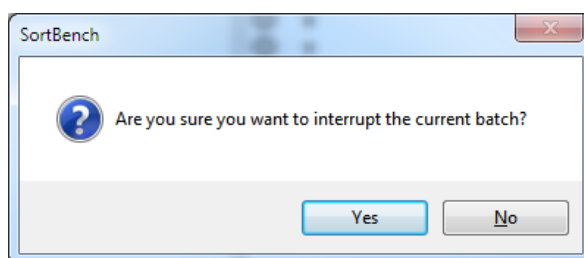 SortBench
Are you sure you want to interrupt the current batch?
Yes
No